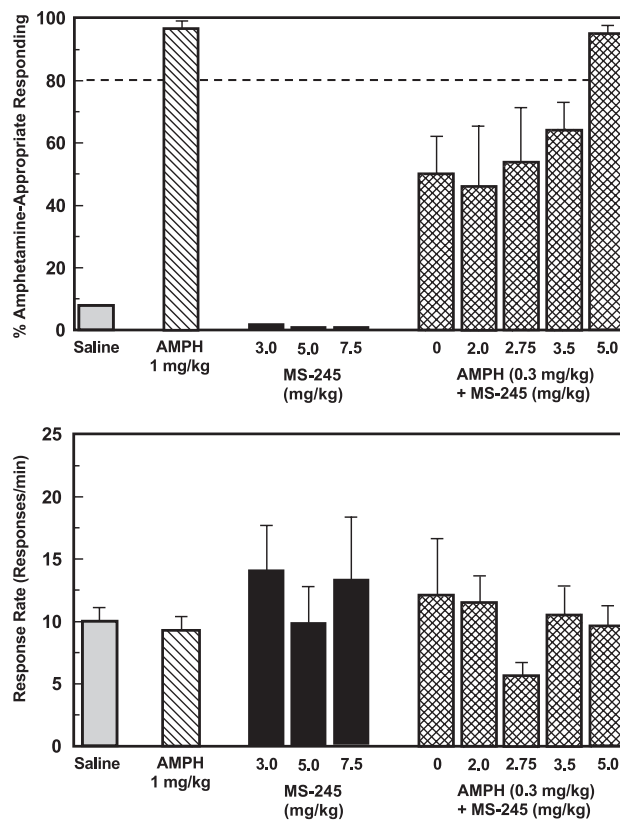 % Amphetamine-Appropriate Responding
100
80
60
40
20
0
Saline
AMPH
1 mg/kg
3.0 5.0 7.5
MS-245
(mg/kg)
0 2.0 2.75 3.5 5.0
AMPH (0.3 mg/kg)
+ MS-245 (mg/kg)
Response Rate (Responses/min)
25
20
15
10
5
0
Saline
AMPH
1 mg/kg
3.0 5.0 7.5
MS-245
(mg/kg)
0 2.0 2.75 3.5 5.0
AMPH (0.3 mg/kg)
+ MS-245 (mg/kg)